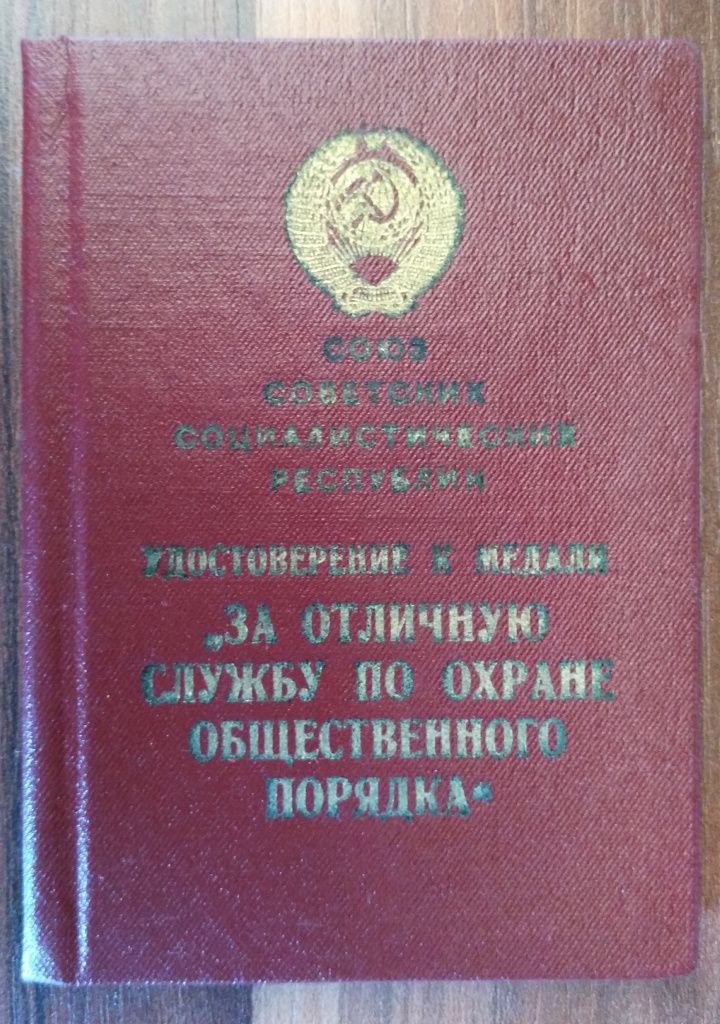 СОЮЗ
СОВЕТСКИХ
СОЦИАЛИСТИЧЕСКИХ
РЕСПУБЛИК
УДОСТОВЕРЕНИЕ К МЕДАЛИ
„ЗА ОТЛИЧНУЮ
СЛУЖБУ ПО ОХРАНЕ
ОБЩЕСТВЕННОГО
ПОРЯДКА“